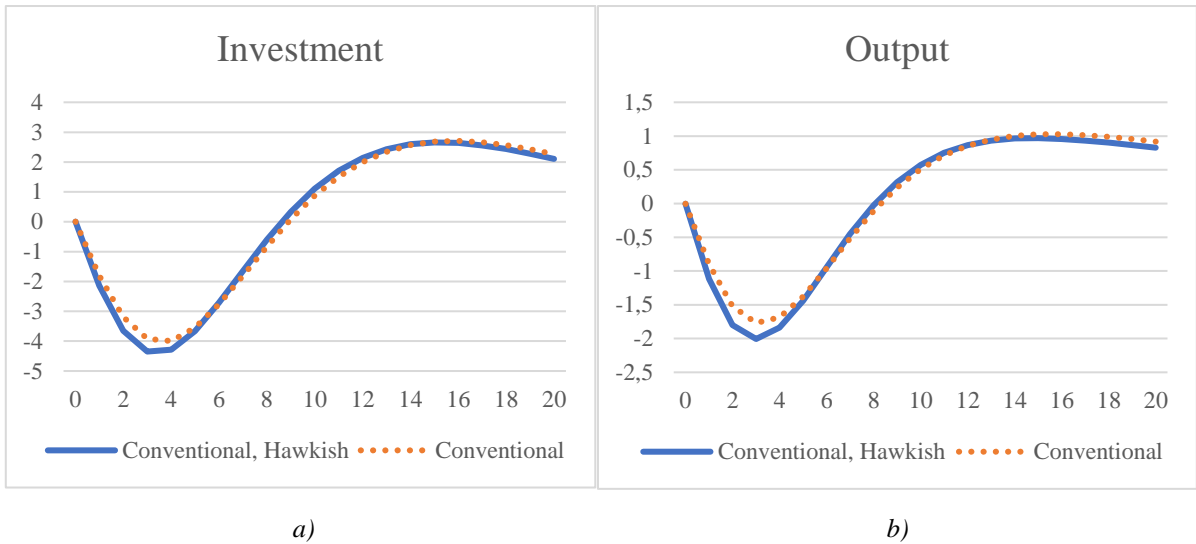 Investment
4
3
2
1
0
-1
-2
-3
-4
-5
0 2 4 6 8 10 12 14 16 18 20
Conventional, Hawkish Conventional
a)
Output
1,5
1
0,5
0
-0,5
-1
-1,5
-2
-2,5
0 2 4 6 8 10 12 14 16 18 20
Conventional, Hawkish Conventional
b)